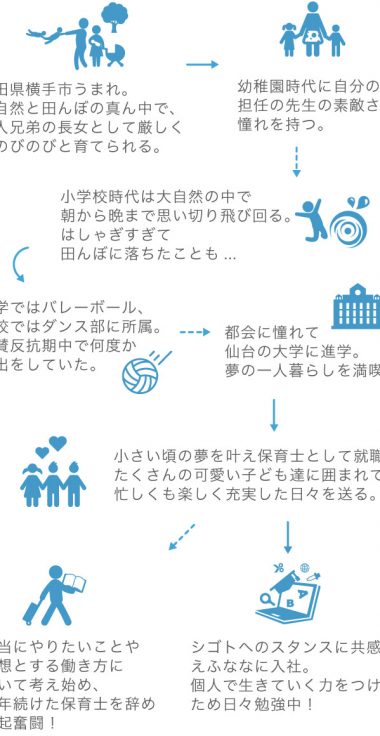 田県横手市うまれ。
自然と田んぼの真ん中で、
人兄弟の長女として厳しく
のびのびと育てられる。
幼稚園時代に自分の
担任の先生の素敵さ
憧れを持つ。
小学校時代は大自然の中で
朝から晩まで思い切り飛び回る。
はしゃぎすぎて
田んぼに落ちたことも ...
学ではバレーボール、
校ではダンス部に所属。
賛反抗期中で何度か
出をしていた。
都会に憧れて
仙台の大学に進学。
夢の一人暮らしを満喫
小さい頃の夢を叶え保育士として就職
たくさんの可愛い子ども達に囲まれて
忙しくも楽しく充実した日々を送る。
当にやりたいことや
想とする働き方に
いて考え始め、
年続けた保育士を辞め
起奮闘！
A
B
シゴトへのスタンスに共感
えふななに入社。
個人で生きていく力をつけ
ため日々勉強中！